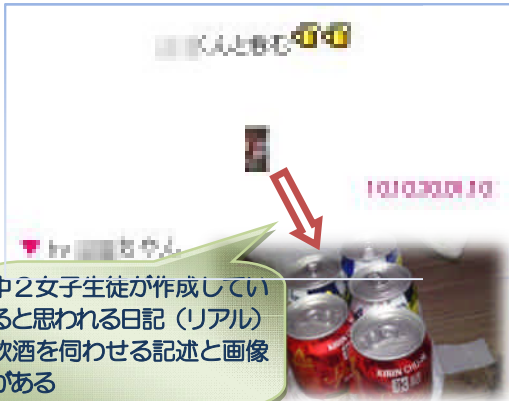 くんと飲む
10,10,30,01,10
♥ by ちゃん
中２女子生徒が作成してい
ると思われる日記（リアル）
飲酒を伺わせる記述と画像
がある
KIRIN CHU-HI